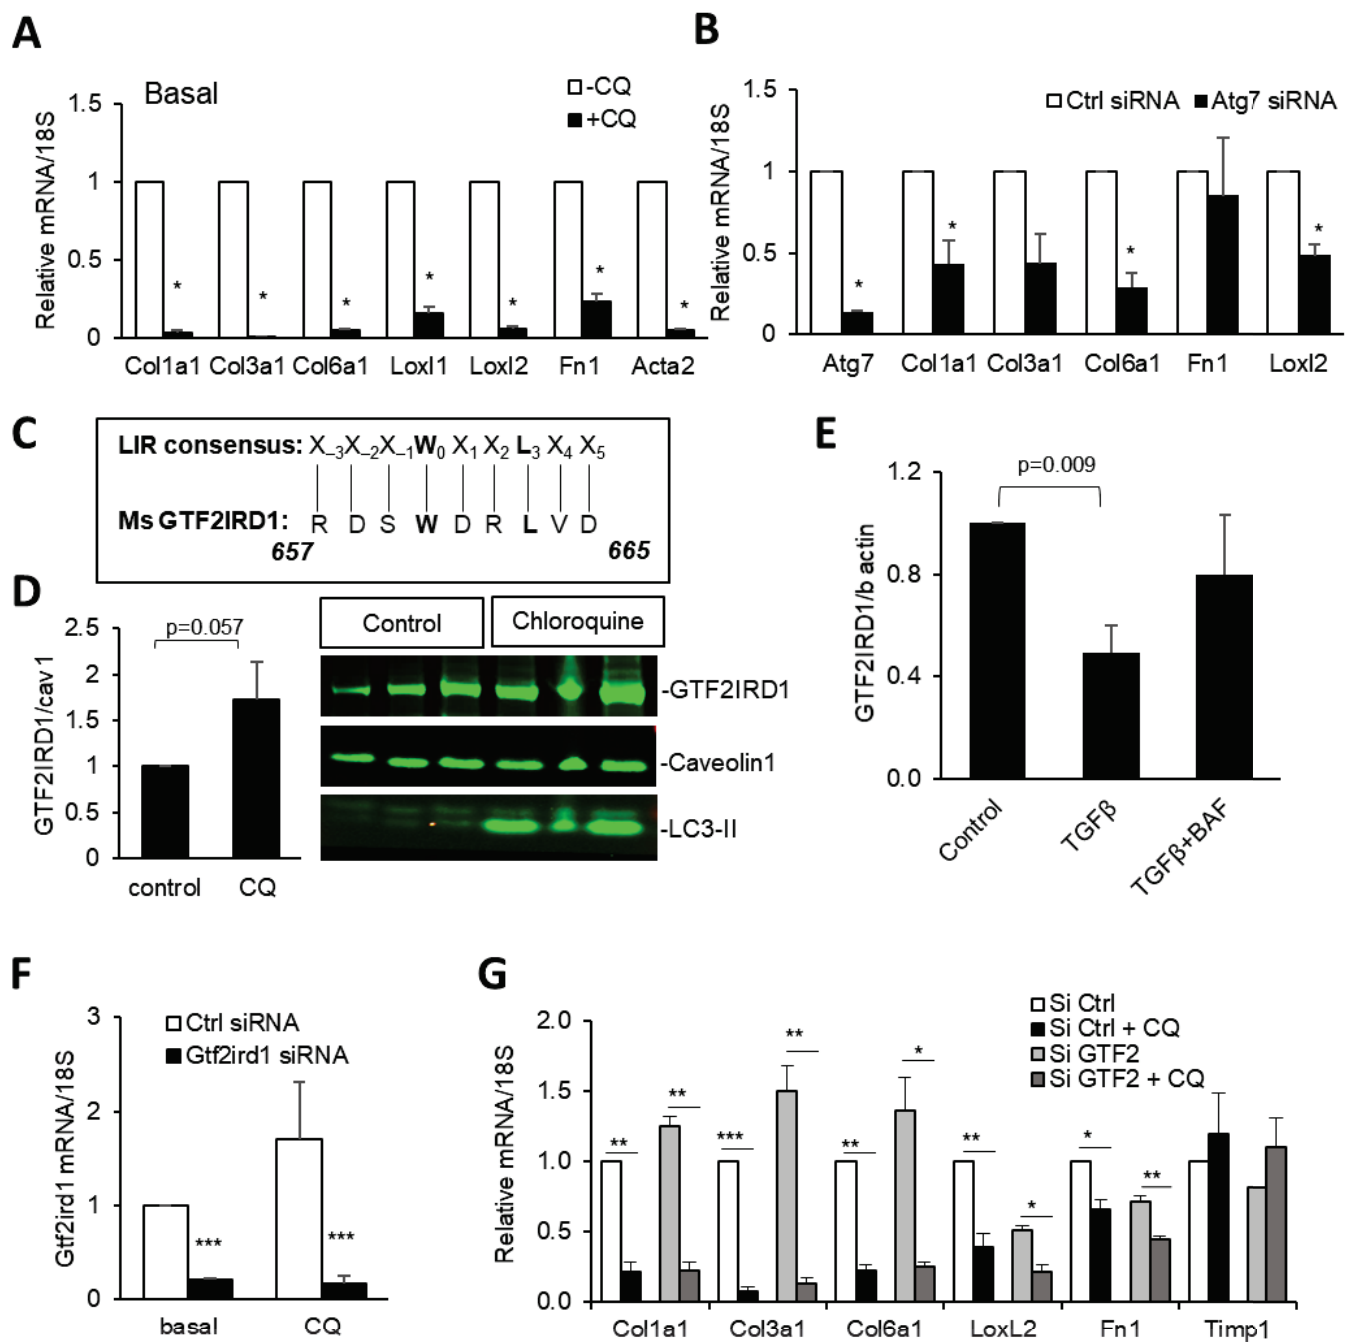 A
Basal
-CQ
+CQ
Relative mRNA/18S
1.5
1
0.5
0
* * * * * * *
Col1a1 Col3a1 Col6a1 Loxl1 Loxl2 Fn1 Acta2
B
Ctrl siRNA Atg7 siRNA
Relative mRNA/18S
1.5
1
0.5
0
* * * *
Atg7 Col1a1 Col3a1 Col6a1 Fn1 Loxl2
C
LIR consensus: X–3X–2X–1W0 X1 X2 L3 X4 X5
Ms GTF2IRD1: R D S W D R L V D
657 665
D
GTF2IRD1/cav1
2.5
2
1.5
1
0.5
0
p=0.057
control CQ
Control Chloroquine
-GTF2IRD1
-Caveolin1
-LC3-II
E
GTF2IRD1/b actin
1.2
0.8
0.4
0.0
p=0.009
Control TGFβ TGFβ+BAF
F
Ctrl siRNA
Gtf2ird1 siRNA
Gtf2ird1 mRNA/18S
3
2
1
0
*** ***
basal CQ
G
Si Ctrl
Si Ctrl + CQ
Si GTF2
Si GTF2 + CQ
Relative mRNA/18S
2.0
1.5
1.0
0.5
0.0
** ** *** ** ** * ** * * **
Col1a1 Col3a1 Col6a1 LoxL2 Fn1 Timp1